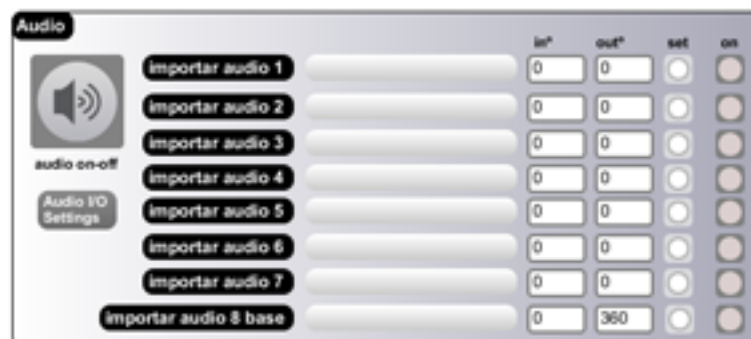 Audio
in° out° set on
importar audio 1 0 0
importar audio 2 0 0
importar audio 3 0 0
audio on-off
importar audio 4 0 0
Audio I/O
Settings
importar audio 5 0 0
importar audio 6 0 0
importar audio 7 0 0
importar audio 8 base 0 360